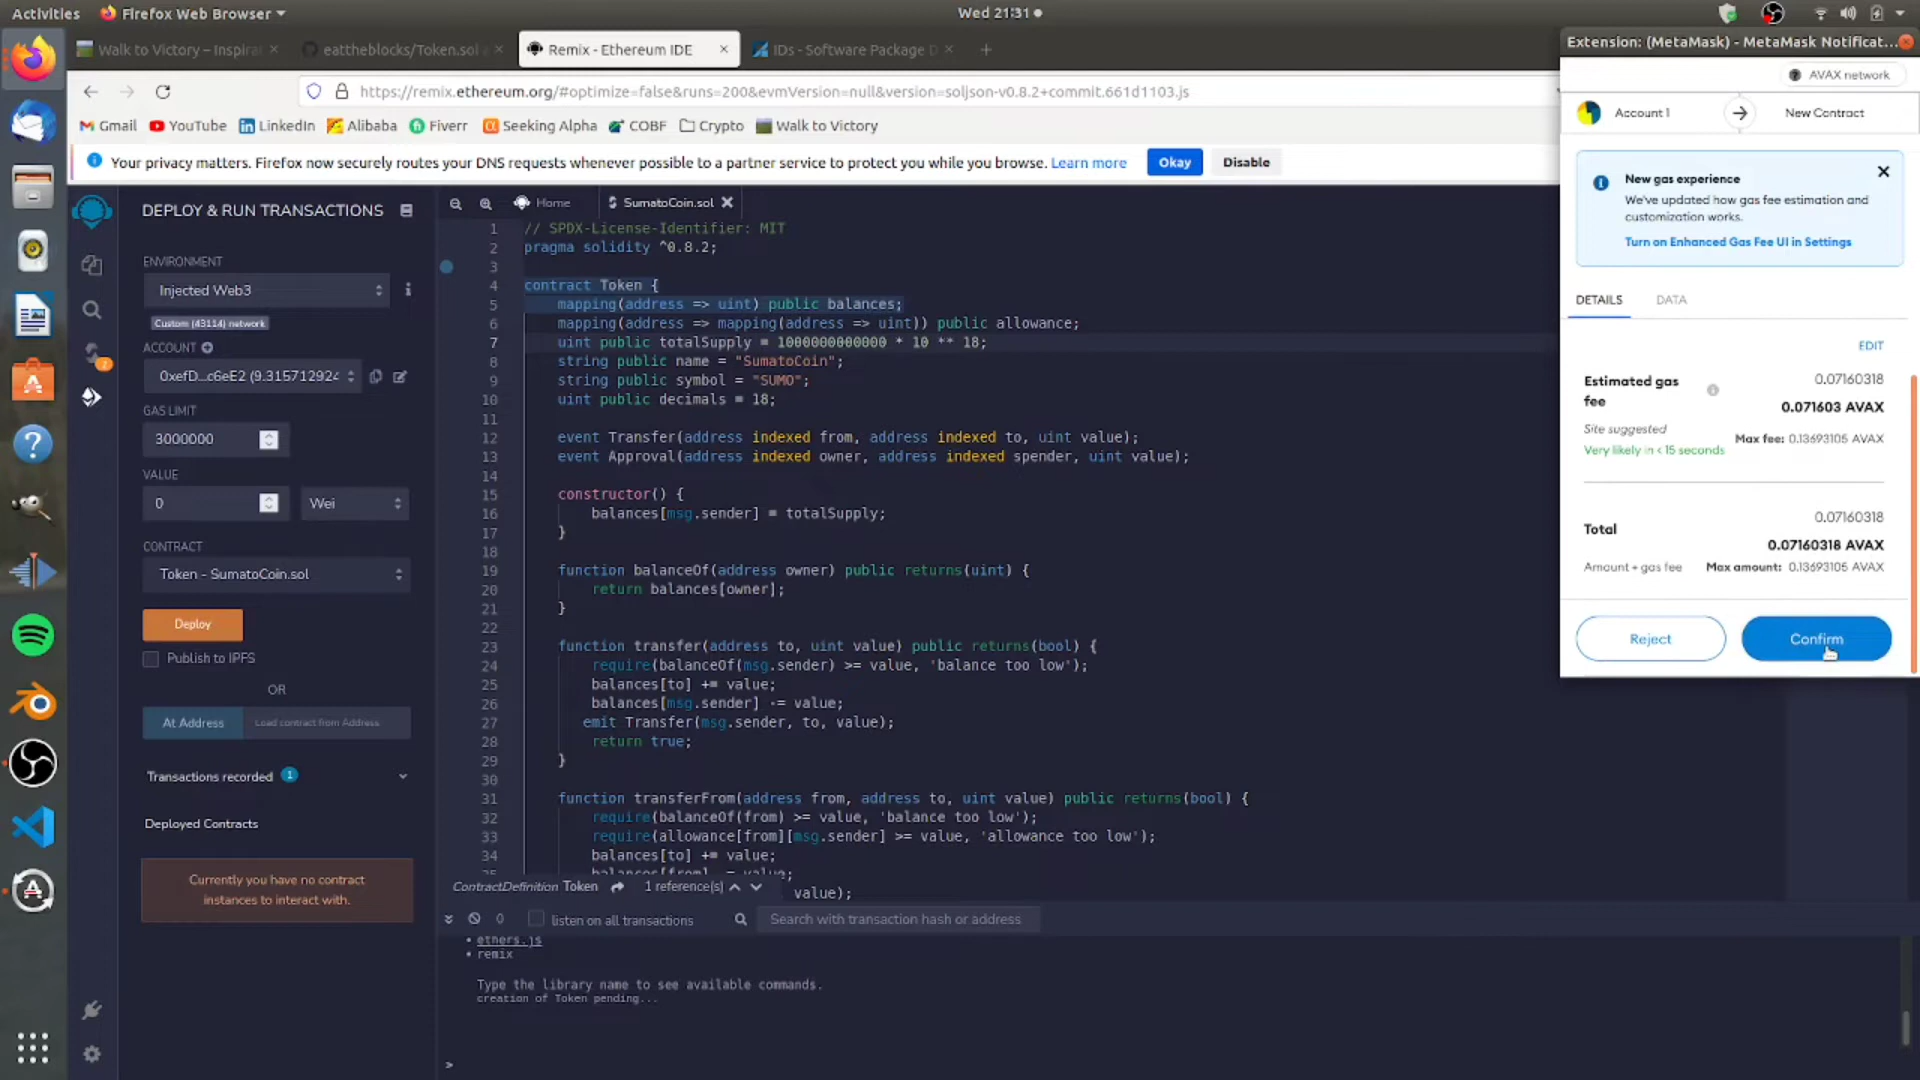 Activities
Firefox Web Browser
Wed 21:31
Walk to Victory – Inspira
eattheblocks/Token.sol a
Remix - Ethereum IDE
IDs - Software Package D
https://remix.ethereum.org/#optimize=false&runs=200&evmVersion=null&version=soljson-v0.8.2+commit.661d1103.js
Gmail
YouTube
LinkedIn
Alibaba
Fiverr
Seeking Alpha
COBF
Crypto
Walk to Victory
Your privacy matters. Firefox now securely routes your DNS requests whenever possible to a partner service to protect you while you browse. Learn more
Okay
Disable
DEPLOY & RUN TRANSACTIONS
ENVIRONMENT
Injected Web3
Custom (43114) network
ACCOUNT
0xefD...c6eE2 (9.315712924
GAS LIMIT
3000000
VALUE
0
Wei
CONTRACT
Token - SumatoCoin.sol
Deploy
Publish to IPFS
OR
At Address
Load contract from Address
Transactions recorded 1
Deployed Contracts
Currently you have no contract
instances to interact with.
Home
SumatoCoin.sol
1 // SPDX-License-Identifier: MIT
2 pragma solidity ^0.8.2;
3
4 contract Token {
5 mapping(address => uint) public balances;
6 mapping(address => mapping(address => uint)) public allowance;
7 uint public totalSupply = 1000000000000 * 10 ** 18;
8 string public name = "SumatoCoin";
9 string public symbol = "SUMO";
10 uint public decimals = 18;
11
12 event Transfer(address indexed from, address indexed to, uint value);
13 event Approval(address indexed owner, address indexed spender, uint value);
14
15 constructor() {
16 balances[msg.sender] = totalSupply;
17 }
18
19 function balanceOf(address owner) public returns(uint) {
20 return balances[owner];
21 }
22
23 function transfer(address to, uint value) public returns(bool) {
24 require(balanceOf(msg.sender) >= value, 'balance too low');
25 balances[to] += value;
26 balances[msg.sender] -= value;
27 emit Transfer(msg.sender, to, value);
28 return true;
29 }
30
31 function transferFrom(address from, address to, uint value) public returns(bool) {
32 require(balanceOf(from) >= value, 'balance too low');
33 require(allowance[from][msg.sender] >= value, 'allowance too low');
34 balances[to] += value;
value);
ContractDefinition Token
1 reference(s)
0
listen on all transactions
Search with transaction hash or address
• ethers.js
• remix
Type the library name to see available commands.
creation of Token pending...
>
Extension: (MetaMask) - MetaMask Notificat...
AVAX network
Account 1
New Contract
New gas experience
We've updated how gas fee estimation and
customization works.
Turn on Enhanced Gas Fee UI in Settings
DETAILS
DATA
EDIT
Estimated gas
fee
0.07160318
0.071603 AVAX
Site suggested
Very likely in < 15 seconds
Max fee: 0.13693105 AVAX
0.07160318
Total
0.07160318 AVAX
Amount + gas fee
Max amount: 0.13693105 AVAX
Reject
Confirm